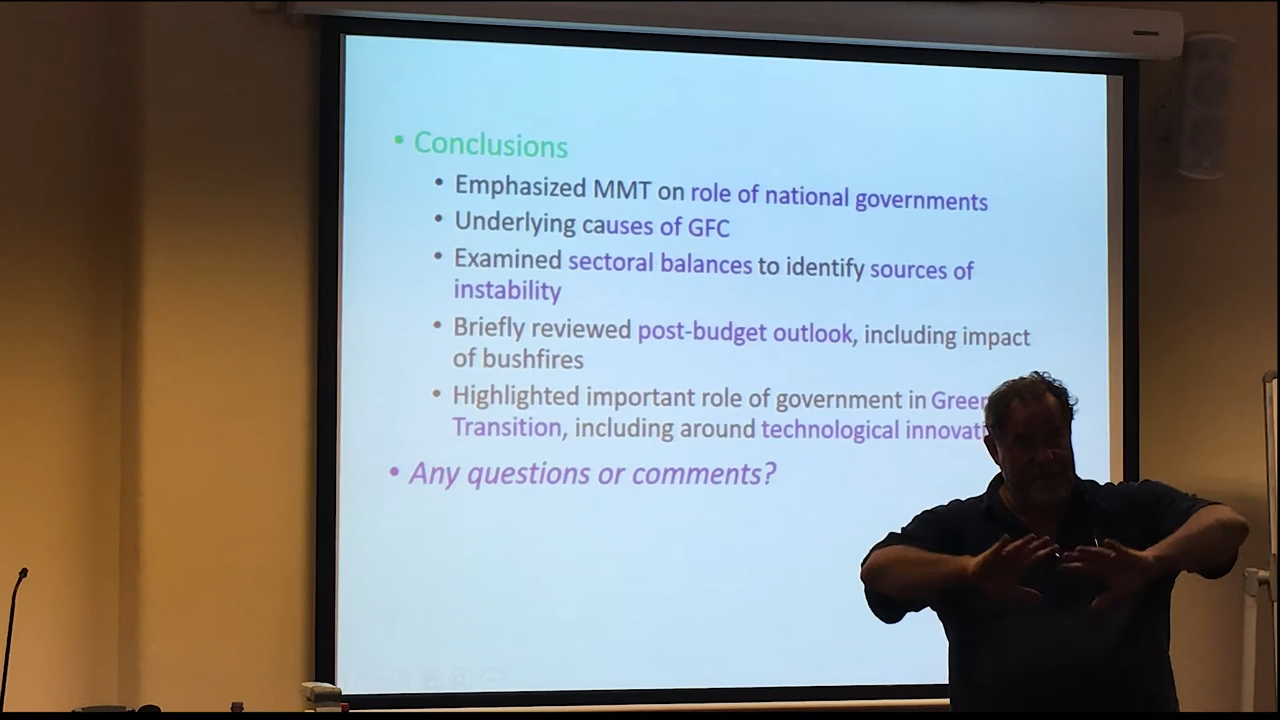 • Conclusions
• Emphasized MMT on role of national governments
• Underlying causes of GFC
• Examined sectoral balances to identify sources of
instability
• Briefly reviewed post-budget outlook, including impact
of bushfires
• Highlighted important role of government in
Transition, including around technological
• Any questions or comments?